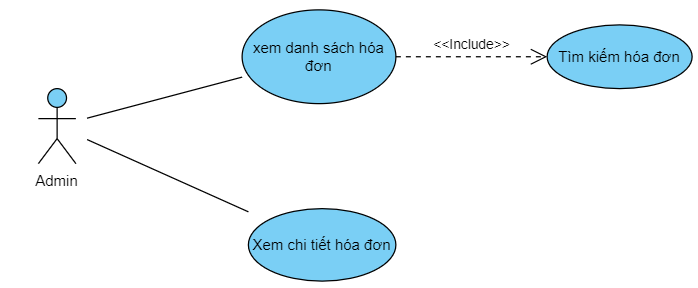 xem danh sách hóa
đơn
<<Include>>
Tìm kiếm hóa đơn
Admin
Xem chi tiết hóa đơn